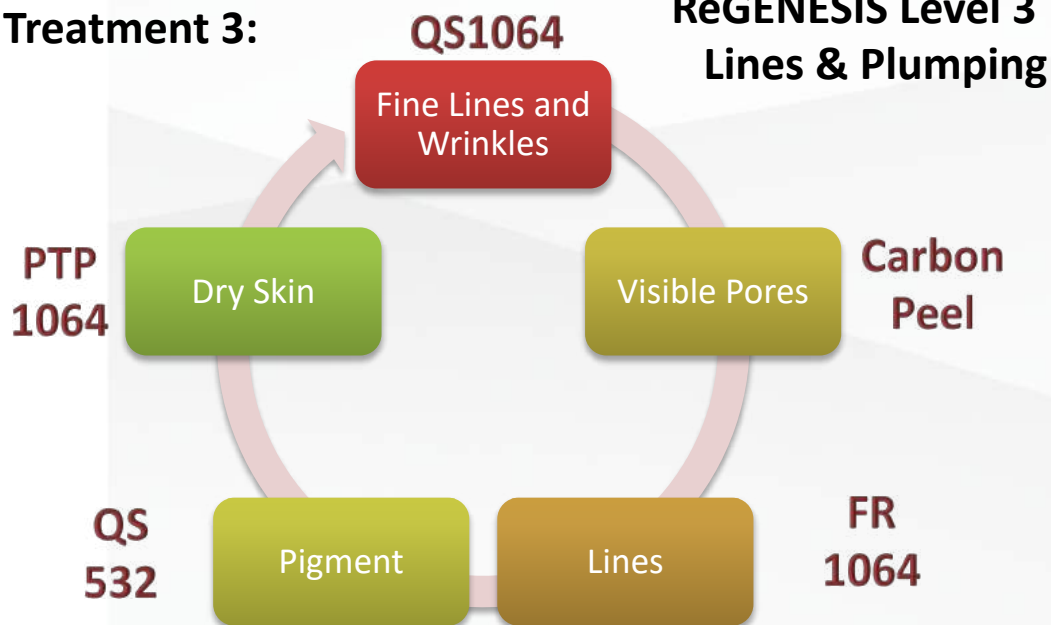 Treatment 3:
ReGENESIS Level 3
Lines & Plumping
QS1064
Fine Lines and
Wrinkles
Visible Pores
Carbon
Peel
Lines
FR
1064
Pigment
QS
532
Dry Skin
PTP
1064